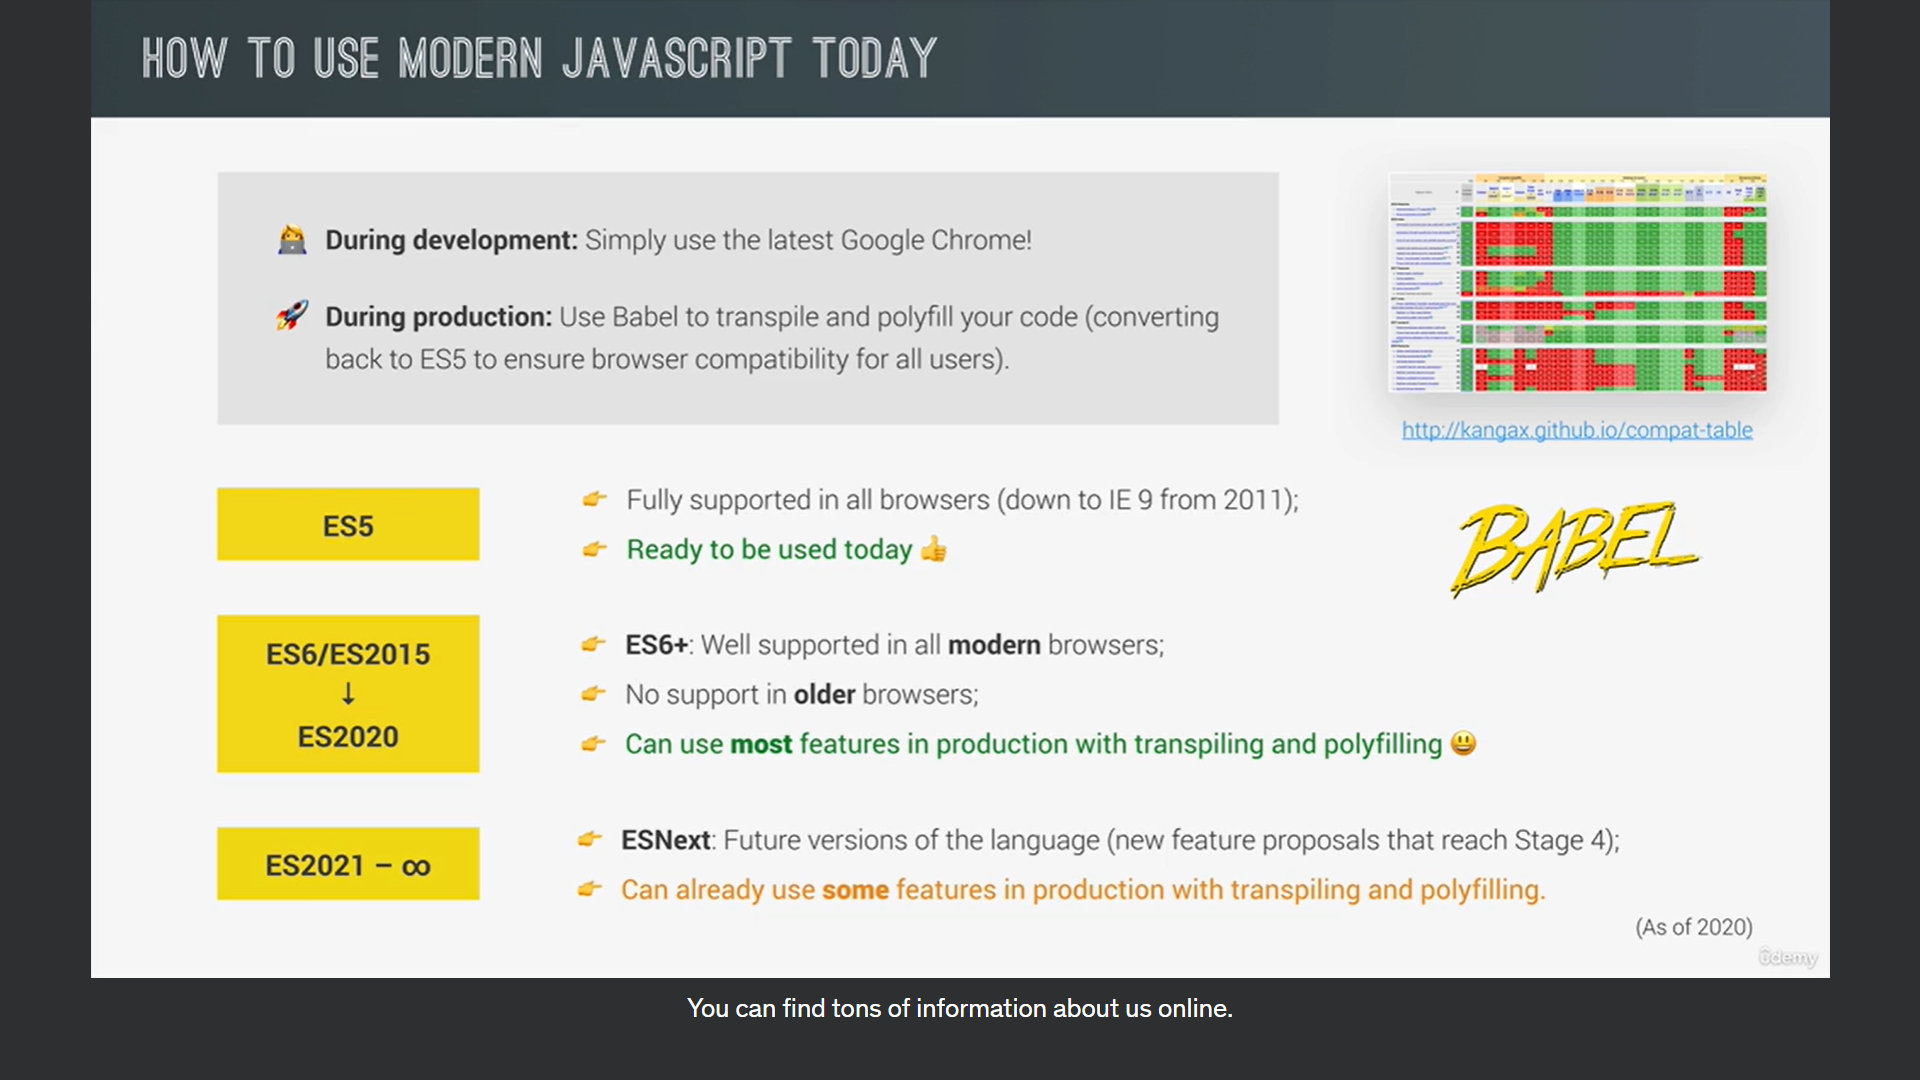 HOW TO USE MODERN JAVASCRIPT TODAY
During development: Simply use the latest Google Chrome!
During production: Use Babel to transpile and polyfill your code (converting
back to ES5 to ensure browser compatibility for all users).
http://kangax.github.io/compat-table
ES5
Fully supported in all browsers (down to IE 9 from 2011);
Ready to be used today
BABEL
ES6/ES2015
↓
ES2020
ES6+: Well supported in all modern browsers;
No support in older browsers;
Can use most features in production with transpiling and polyfilling
ES2021 – ∞
ESNext: Future versions of the language (new feature proposals that reach Stage 4);
Can already use some features in production with transpiling and polyfilling.
(As of 2020)
ûdemy
You can find tons of information about us online.